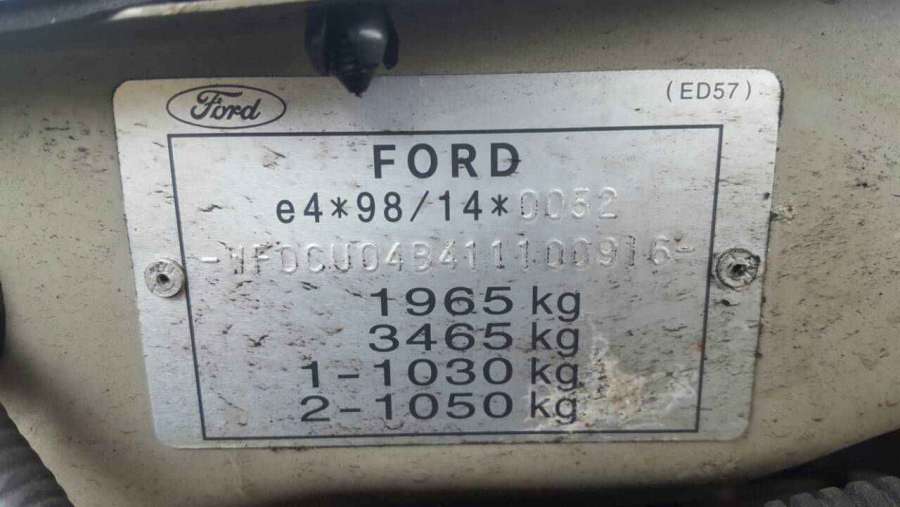 Ford
(ED57)
FORD
e4*98/14*0052
-WF0CU04B411100916-
1965 kg
3465 kg
1-1030 kg
2-1050 kg